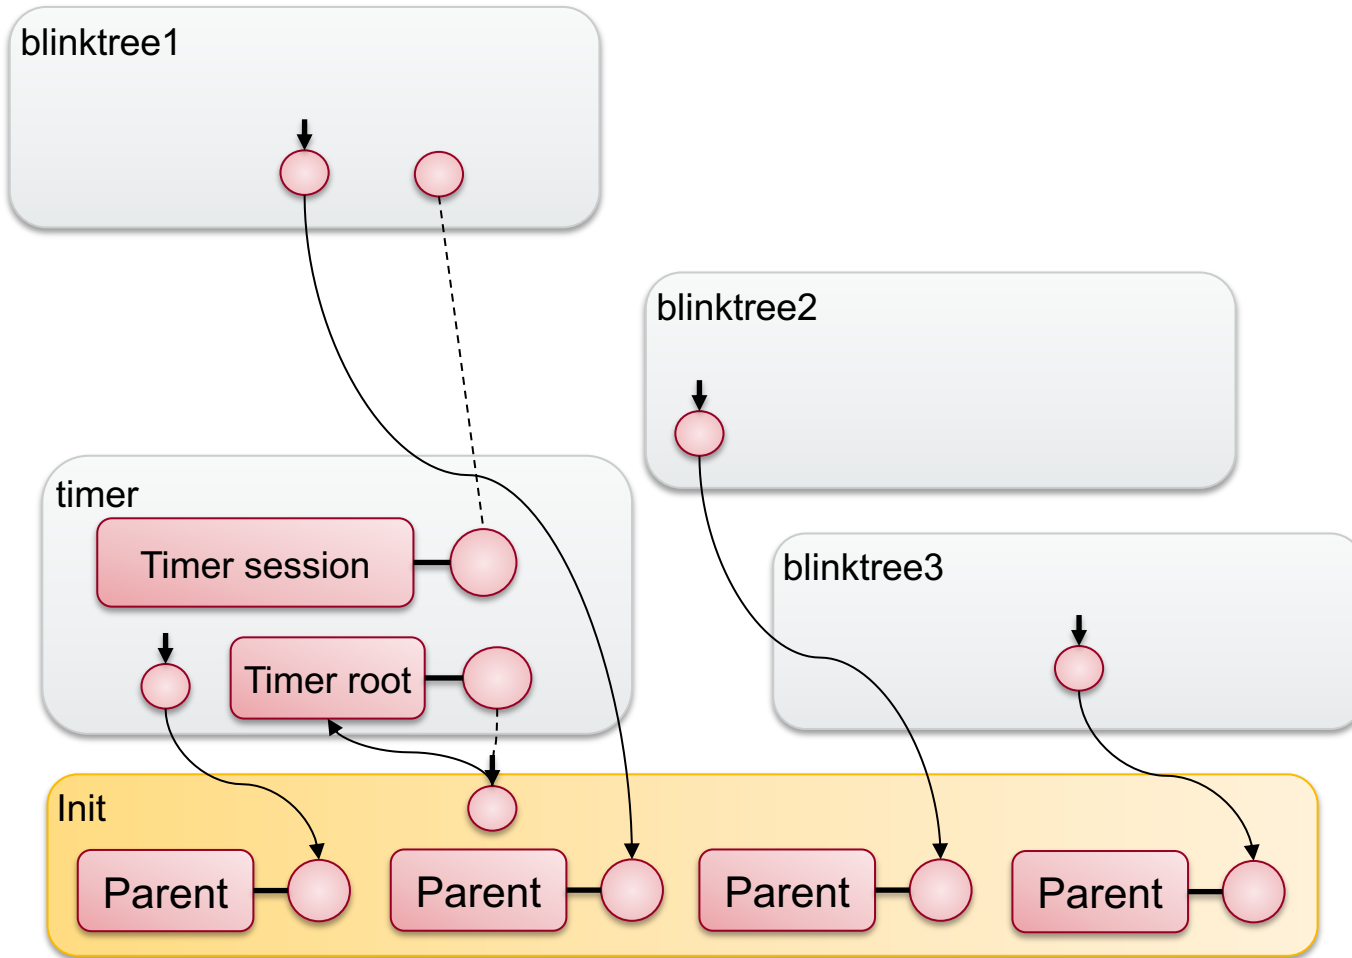 blinktree1
blinktree2
timer
Timer session
blinktree3
Timer root
Init
Parent
Parent
Parent
Parent